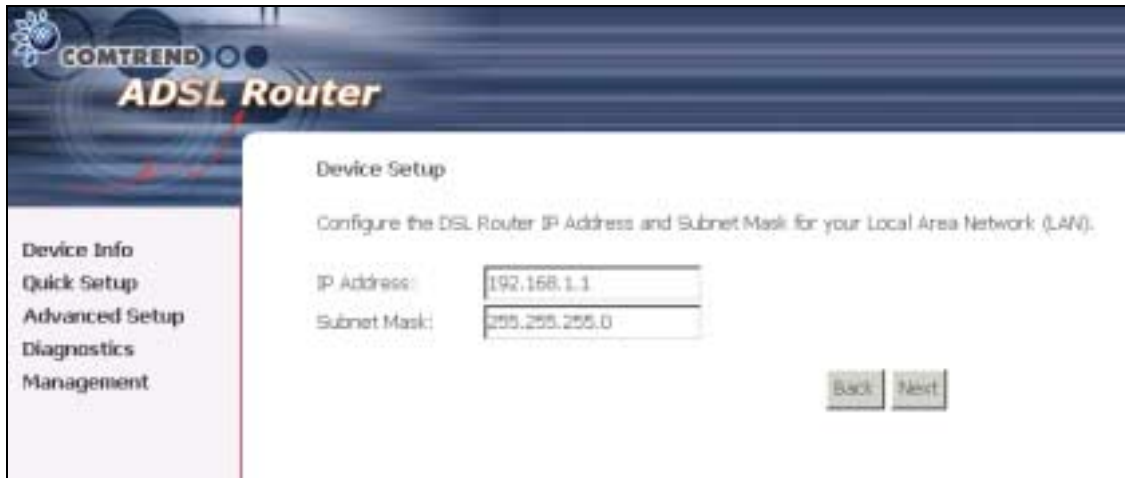 COMTREND
ADSL Router
Device Info
Quick Setup
Advanced Setup
Diagnostics
Management
Device Setup
Configure the DSL Router IP Address and Subnet Mask for your Local Area Network (LAN).
IP Address: 192.168.1.1
Subnet Mask: 255.255.255.0
Back Next